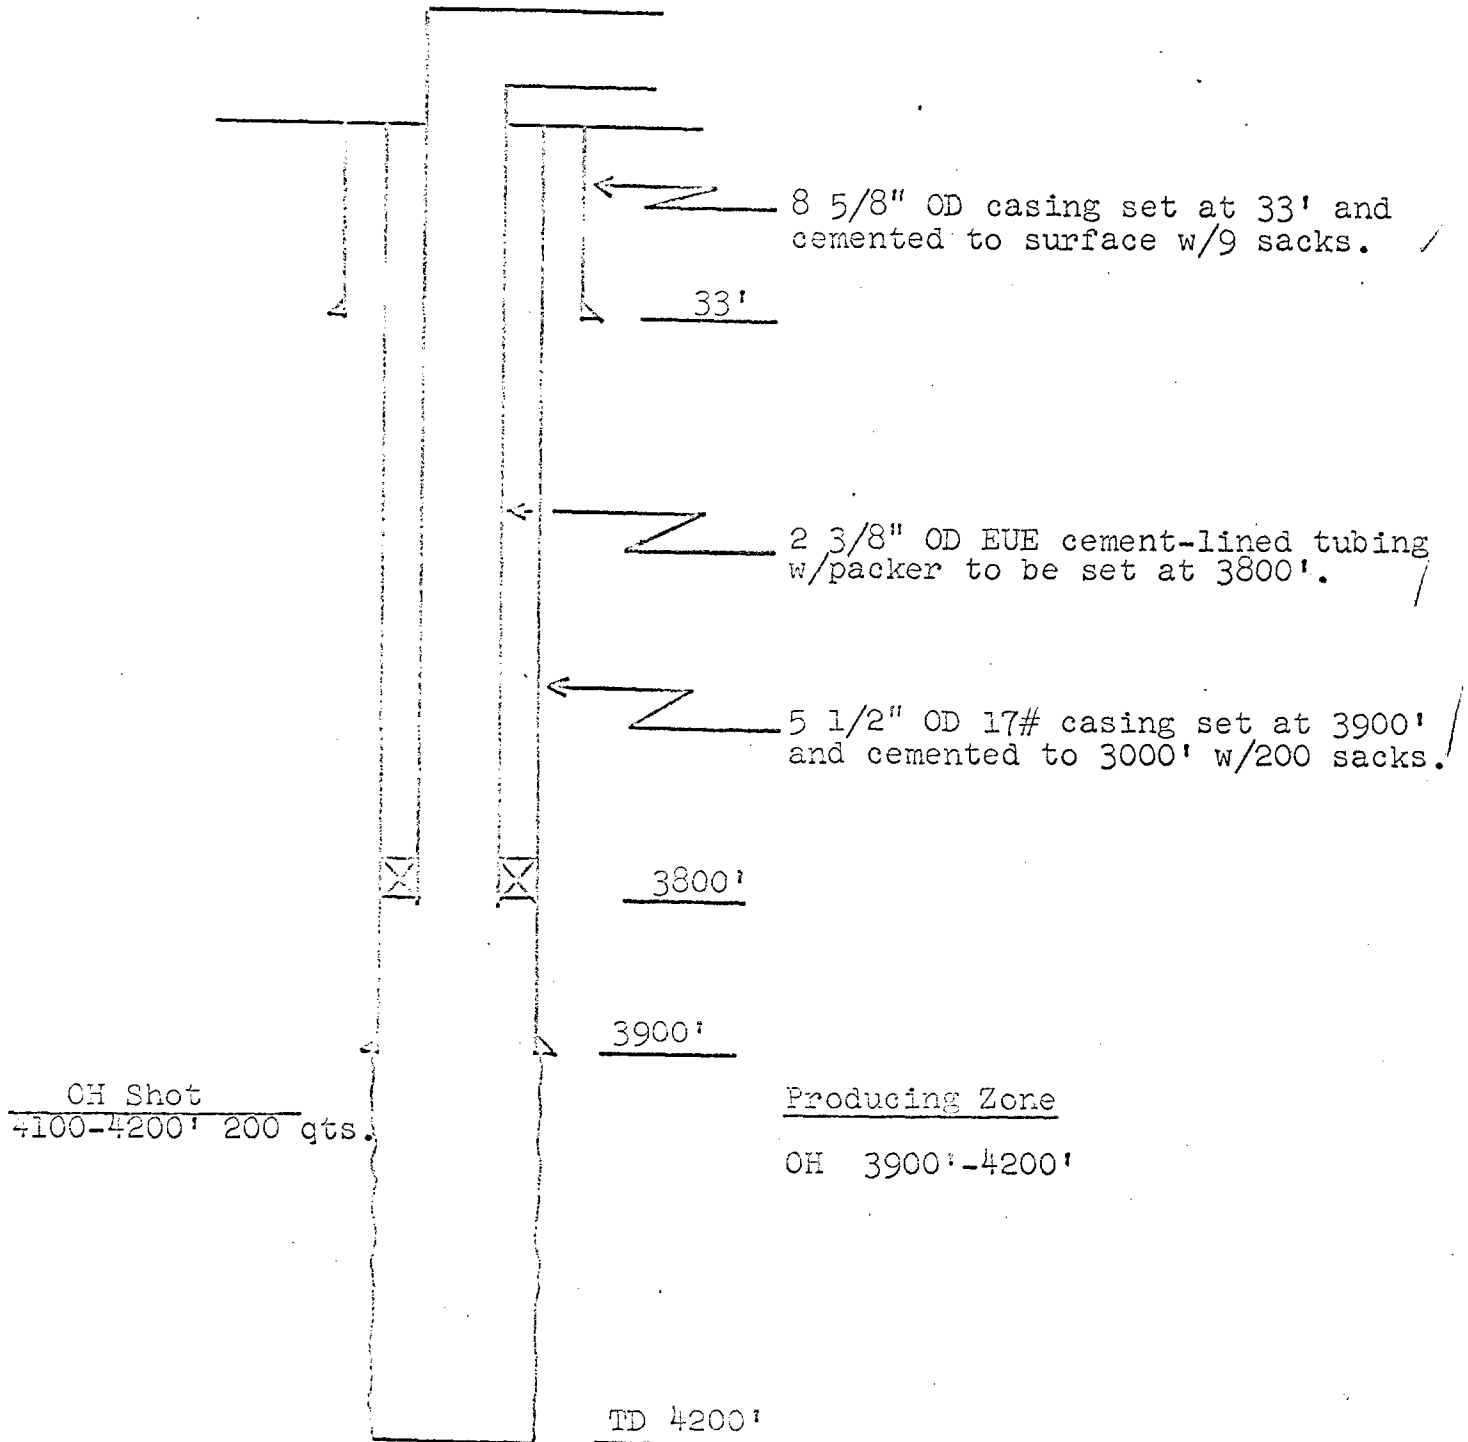 8 5/8" OD casing set at 33' and
cemented to surface w/9 sacks.
33'
2 3/8" OD EUE cement-lined tubing
w/packer to be set at 3800'.
5 1/2" OD 17# casing set at 3900'
and cemented to 3000' w/200 sacks.
3800'
3900'
OH Shot
4100-4200' 200 qts.
Producing Zone
OH 3900'-4200'
TD 4200'